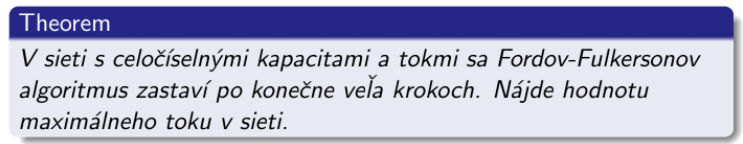 Theorem
V sieti s celočíselnými kapacitami a tokmi sa Fordov-Fulkersonov
algoritmus zastaví po konečne veľa krokoch. Nájde hodnotu
maximálneho toku v sieti.